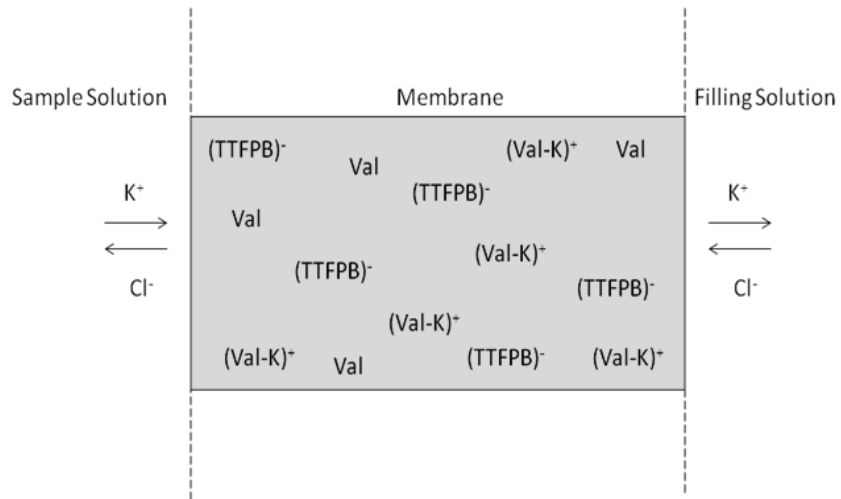 Sample Solution
Membrane
Filling Solution
(TTFPB)-
Val
(Val-K)+
Val
(TTFPB)-
K+
Val
K+
(Val-K)+
(TTFPB)-
Cl-
(TTFPB)-
Cl-
(Val-K)+
(Val-K)+
Val
(TTFPB)-
(Val-K)+